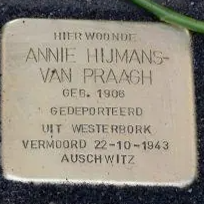 HIER WOONDE
ANNIE HIJMANS-
VAN PRAAGH
GEB. 1906
GEDEPORTEERD
UIT WESTERBORK
VERMOORD 22-10-1943
AUSCHWITZ